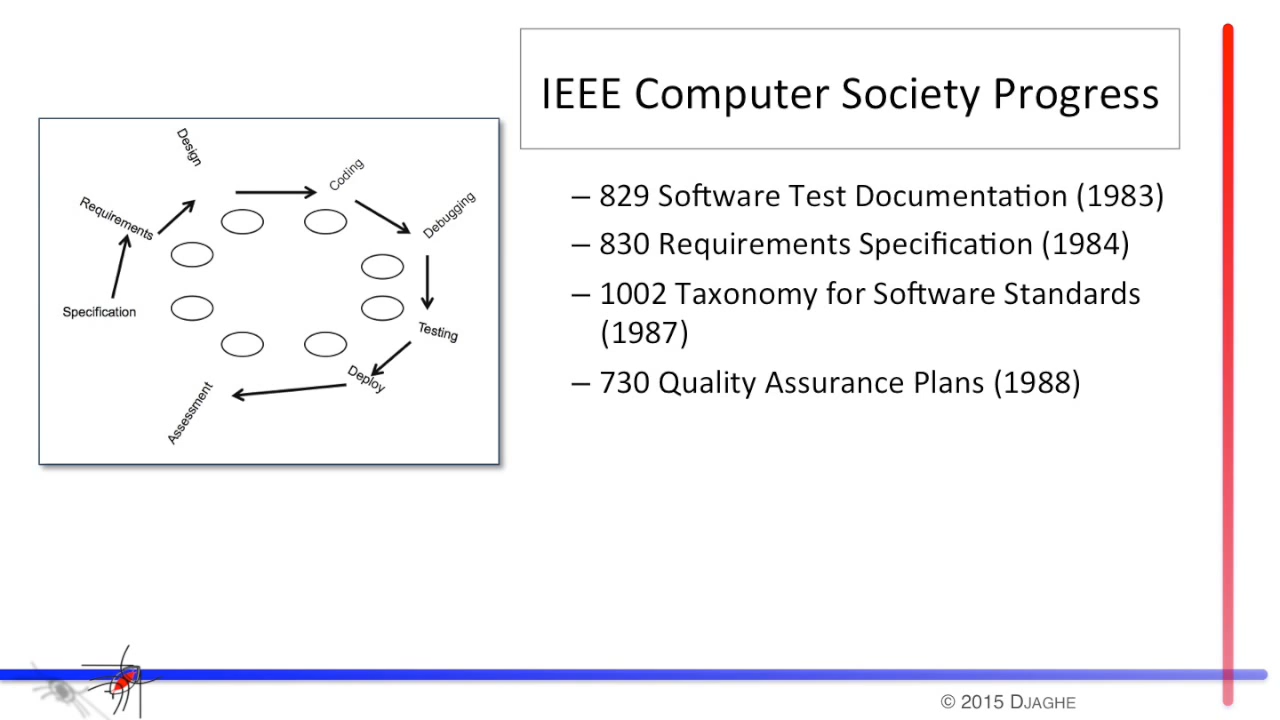 IEEE Computer Society Progress
Design
Coding
Requirements
Debugging
Specification
Testing
Deploy
Assessment
– 829 Software Test Documentation (1983)
– 830 Requirements Specification (1984)
– 1002 Taxonomy for Software Standards
(1987)
– 730 Quality Assurance Plans (1988)
© 2015 DJAGHE